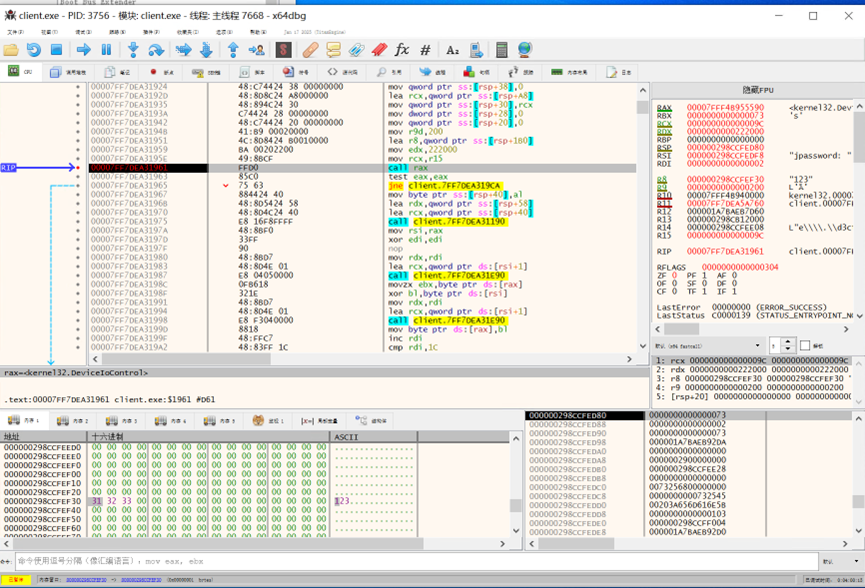 client.exe - PID: 3756 - 模块: client.exe - 线程: 主线程 7668 - x64dbg
CPU
RIP
00007FF7DEA31924 48:C74424 38 00000000 mov qword ptr ss:[rsp+38],0
00007FF7DEA3192D 48:8D8C24 A8000000 lea rcx,qword ptr ss:[rsp+A8]
00007FF7DEA31935 48:894C24 30 mov qword ptr ss:[rsp+30],rcx
00007FF7DEA3193A C74424 28 00000000 mov dword ptr ss:[rsp+28],0
00007FF7DEA31942 48:C74424 20 00000000 mov qword ptr ss:[rsp+20],0
00007FF7DEA3194B 41:B9 00020000 mov r9d,200
00007FF7DEA31951 4C:8D8424 B0010000 lea r8,qword ptr ss:[rsp+1B0]
00007FF7DEA31959 BA 00202200 mov edx,222000
00007FF7DEA3195E 49:8BCF mov rcx,r15
00007FF7DEA31961 FFD0 call rax
00007FF7DEA31963 85C0 test eax,eax
00007FF7DEA31965 75 63 jne client.7FF7DEA319CA
00007FF7DEA31967 884424 40 mov byte ptr ss:[rsp+40],al
00007FF7DEA3196B 48:8D5424 58 lea rdx,qword ptr ss:[rsp+58]
00007FF7DEA31970 48:8D4C24 40 lea rcx,qword ptr ss:[rsp+40]
00007FF7DEA31975 E8 16F8FFFF call client.7FF7DEA31190
00007FF7DEA3197A 48:8BF0 mov rsi,rax
00007FF7DEA3197D 33FF xor edi,edi
00007FF7DEA3197F 90 nop
00007FF7DEA31980 48:8BD7 mov rdx,rdi
00007FF7DEA31983 48:8D4E 01 lea rcx,qword ptr ds:[rsi+1]
00007FF7DEA31987 E8 04050000 call client.7FF7DEA31E90
00007FF7DEA3198C 0FB618 movzx ebx,byte ptr ds:[rax]
00007FF7DEA3198F 321E xor bl,byte ptr ds:[rsi]
00007FF7DEA31991 48:8BD7 mov rdx,rdi
00007FF7DEA31994 48:8D4E 01 lea rcx,qword ptr ds:[rsi+1]
00007FF7DEA31998 E8 F3040000 call client.7FF7DEA31E90
00007FF7DEA3199D 8818 mov byte ptr ds:[rax],bl
00007FF7DEA3199F 48:FFC7 inc rdi
00007FF7DEA319A2 48:83FF 1C cmp rdi,1C
隐藏FPU
RAX 00007FFF4B955590 <kernel32.Dev
RBX 0000000000000073 's'
RCX 000000000000009C
RDX 0000000000222000
RBP 0000000000000000
RSP 000000298CCFED80
RSI 000000298CCFEDF8 "jpassword: "
RDI 0000000000000002
R8 000000298CCFEF30 "123"
R9 0000000000000200
R10 00007FFF4B940000 kernel32.0000
R11 00007FF7DEA5A760 client.00007F
R12 000001A7BAEB7D60
R13 000000298CB12000
R14 000000298CCFEE08
R15 000000000000009C
RIP 00007FF7DEA31961 client.00007FF
RFLAGS 0000000000000304
ZF 0 PF 1 AF 0
OF 0 SF 0 DF 0
CF 0 TF 1 IF 1
LastError 00000000 (ERROR_SUCCESS)
LastStatus C0000139 (STATUS_ENTRYPOINT_N
默认 (x64 fastcall)
1: rcx 000000000000009C 000000000000009C
2: rdx 0000000000222000 0000000000222000
3: r8 000000298CCFEF30 000000298CCFEF30
4: r9 0000000000000200 0000000000000200
5: [rsp+20] 0000000000000000
rax=<kernel32.DeviceIoControl>
.text:00007FF7DEA31961 client.exe:$1961 #D61
内存 1
内存 2
内存 3
内存 4
内存 5
地址 十六进制 ASCII
000000298CCFEED0 00 00 00 00 00 00 00 00 00 00 00 00 00 00 00 00
000000298CCFEEE0 00 00 00 00 00 00 00 00 00 00 00 00 00 00 00 00
000000298CCFEEF0 00 00 00 00 00 00 00 00 00 00 00 00 00 00 00 00
000000298CCFEF00 00 00 00 00 00 00 00 00 00 00 00 00 00 00 00 00
000000298CCFEF10 00 00 00 00 00 00 00 00 00 00 00 00 00 00 00 00
000000298CCFEF20 00 00 00 00 00 00 00 00 00 00 00 00 00 00 00 00
000000298CCFEF30 31 32 33 00 00 00 00 00 00 00 00 00 00 00 00 00 123.
000000298CCFEF40 00 00 00 00 00 00 00 00 00 00 00 00 00 00 00 00
000000298CCFEF50 00 00 00 00 00 00 00 00 00 00 00 00 00 00 00 00
000000298CCFEF60 00 00 00 00 00 00 00 00 00 00 00 00 00 00 00 00
000000298CCFED80 0000000000000073
000000298CCFED88 0000000000000002
000000298CCFED90 0000000000000073
000000298CCFED98 000001A7BAEB92DA
000000298CCFEDA0 0000000000000000
000000298CCFEDA8 0000002900000000
000000298CCFEDB0 000000298CCFEE28
000000298CCFEDB8 0000000000000000
000000298CCFEDC0 0073256800000000
000000298CCFEDC8 0000000000732545
000000298CCFEDD0 00203A656D616E58
000000298CCFEDD8 0000000000000103
000000298CCFEDE0 000000298CCFF004
000000298CCFEDE8 000001A7BAEB92D0
命令使用逗号分隔（像汇编语言）：mov eax, ebx
默认
已暂停